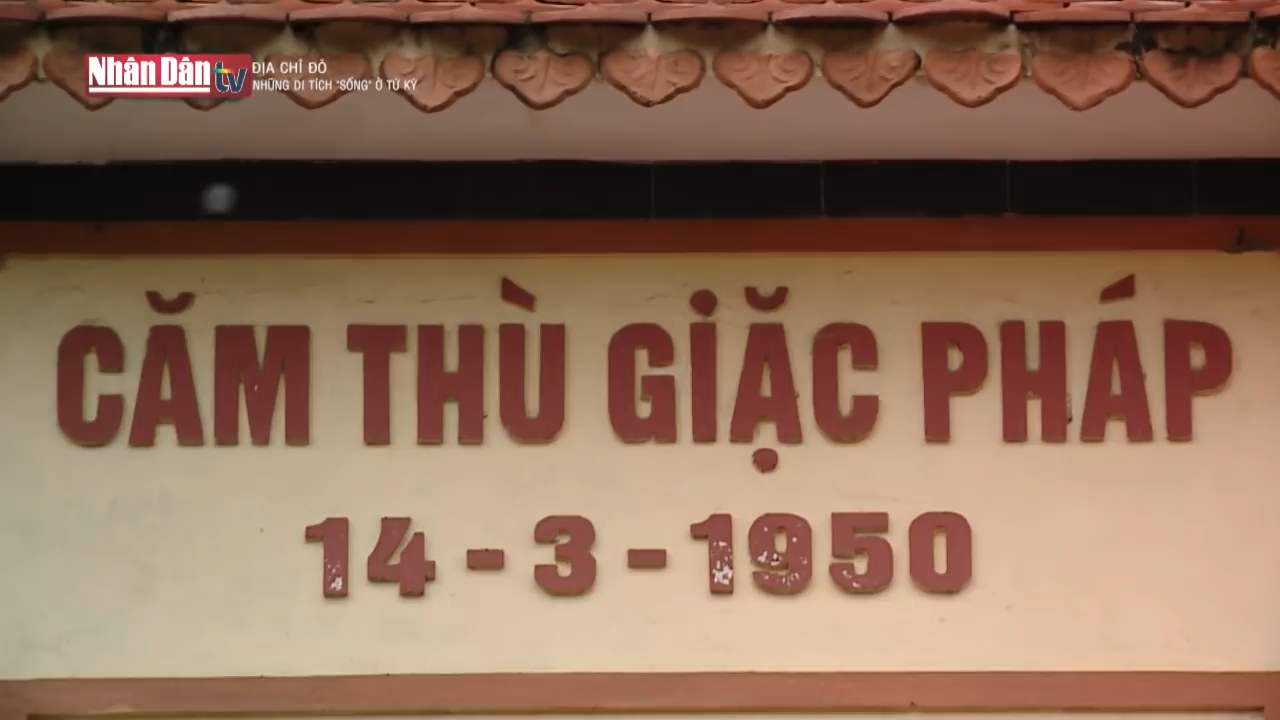 Nhân Dân tv
ĐỊA CHỈ ĐỎ
NHỮNG DI TÍCH "SỐNG" Ở TỨ KỲ
CĂM THÙ GIẶC PHÁP
14-3-1950